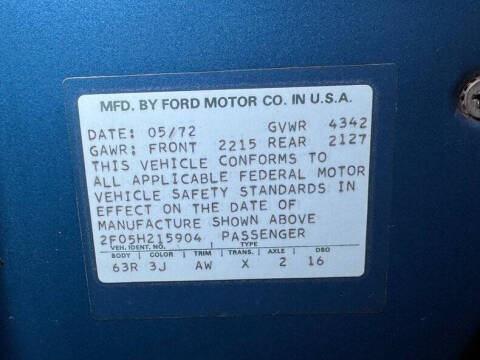 MFD. BY FORD MOTOR CO. IN U.S.A.
DATE: 05/72 GVWR 4342
GAWR: FRONT 2215 REAR 2127
THIS VEHICLE CONFORMS TO
ALL APPLICABLE FEDERAL MOTOR
VEHICLE SAFETY STANDARDS IN
EFFECT ON THE DATE OF
MANUFACTURE SHOWN ABOVE
2F05H215904 PASSENGER
VEH. IDENT. NO. TYPE
BODY COLOR TRIM TRANS. AXLE DSO
63R 3J AW X 2 16